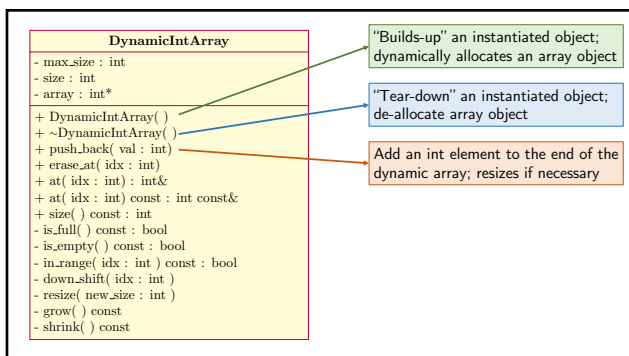 DynamicIntArray
- max_size : int
- size : int
- array : int*
+ DynamicIntArray( )
+ ~DynamicIntArray( )
+ push_back( val : int)
+ erase_at( idx : int)
+ at( idx : int) : int&
+ at( idx : int) const : int const&
+ size( ) const : int
- is_full( ) const : bool
- is_empty( ) const : bool
- in_range( idx : int ) const : bool
- down_shift( idx : int )
- resize( new_size : int )
- grow( ) const
- shrink( ) const
“Builds-up” an instantiated object;
dynamically allocates an array object
“Tear-down” an instantiated object;
de-allocate array object
Add an int element to the end of the
dynamic array; resizes if necessary